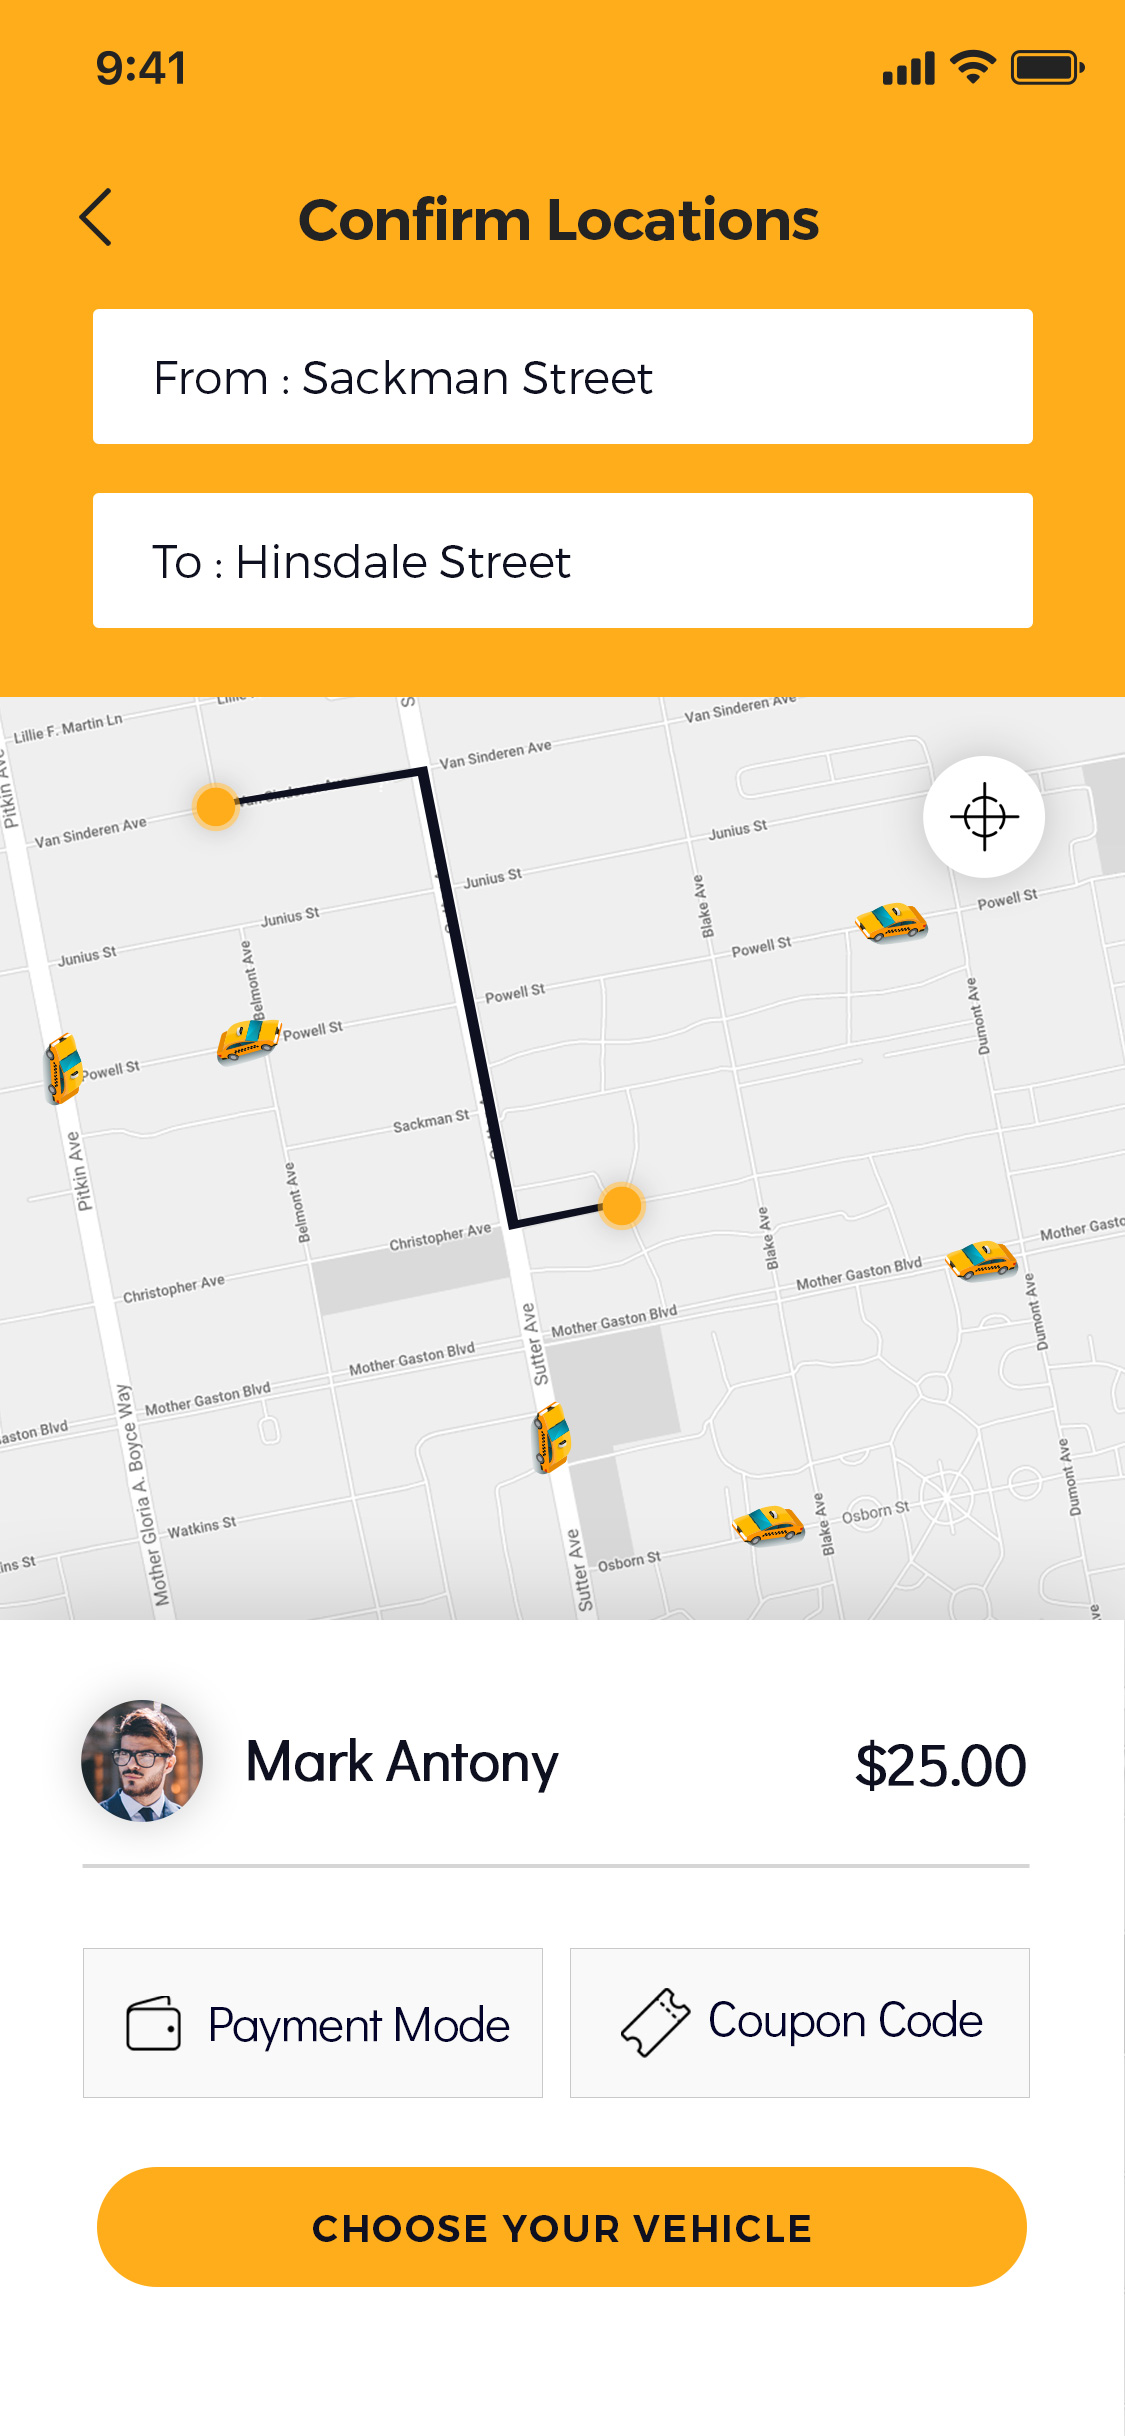 9:41
Confirm Locations
From : Sackman Street
To : Hinsdale Street
Van Sinderen Ave
Lillie F. Martin Ln
Van Sinderen Ave
Pitkin Ave
Van Sinderen Ave
Junius St
Junius St
Blake Ave
Powell St
Junius St
Powell St
Junius St
Belmont Ave
Powell St
Dumont Ave
Powell St
Powell St
Sackman St
Pitkin Ave
Belmont Ave
Christopher Ave
Blake Ave
Mother Gasto
Mother Gaston Blvd
Christopher Ave
Dumont Ave
Mother Gaston Blvd
Sutter Ave
Mother Gaston Blvd
Mother Gaston Blvd
aston Blvd
Mother Gloria A. Boyce Way
Dumont Ave
Blake Ave
Osborn St
Watkins St
Sutter Ave
Osborn St
ins St
Mark Antony
$25.00
Payment Mode
Coupon Code
CHOOSE YOUR VEHICLE